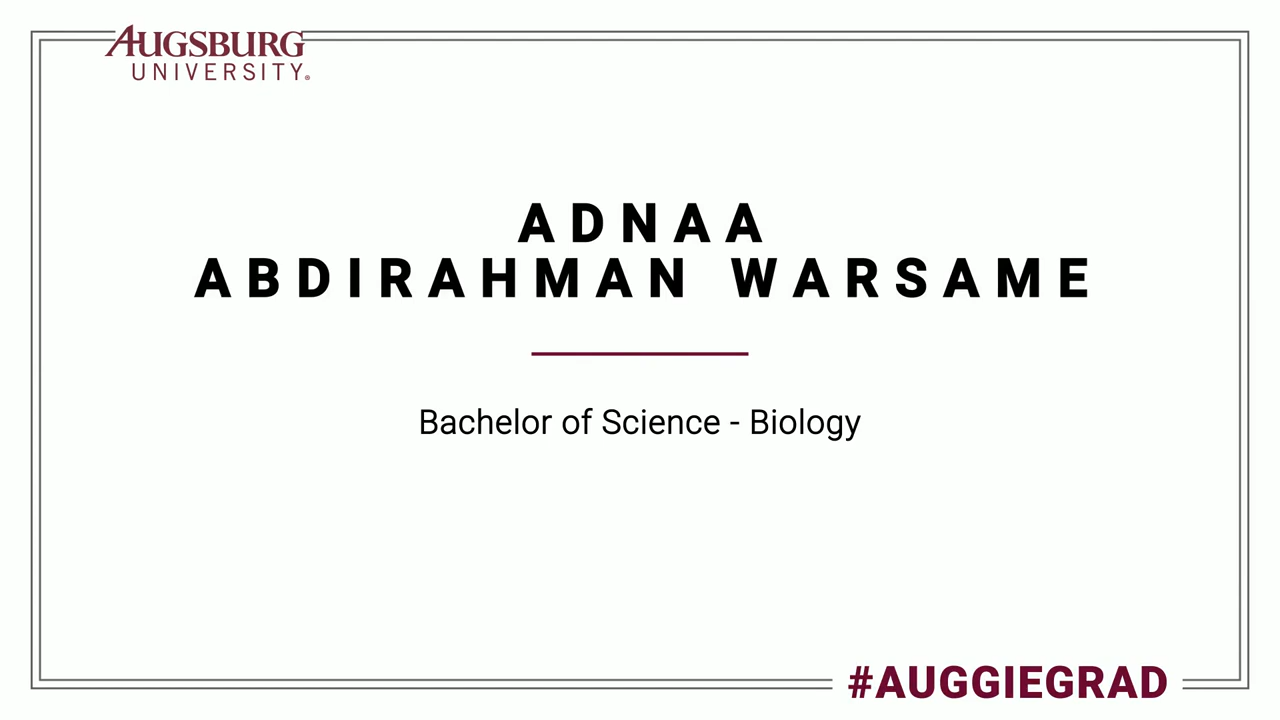 AUGSBURG
UNIVERSITY®
ADNAA
ABDIRAHMAN WARSAME
Bachelor of Science - Biology
#AUGGIEGRAD